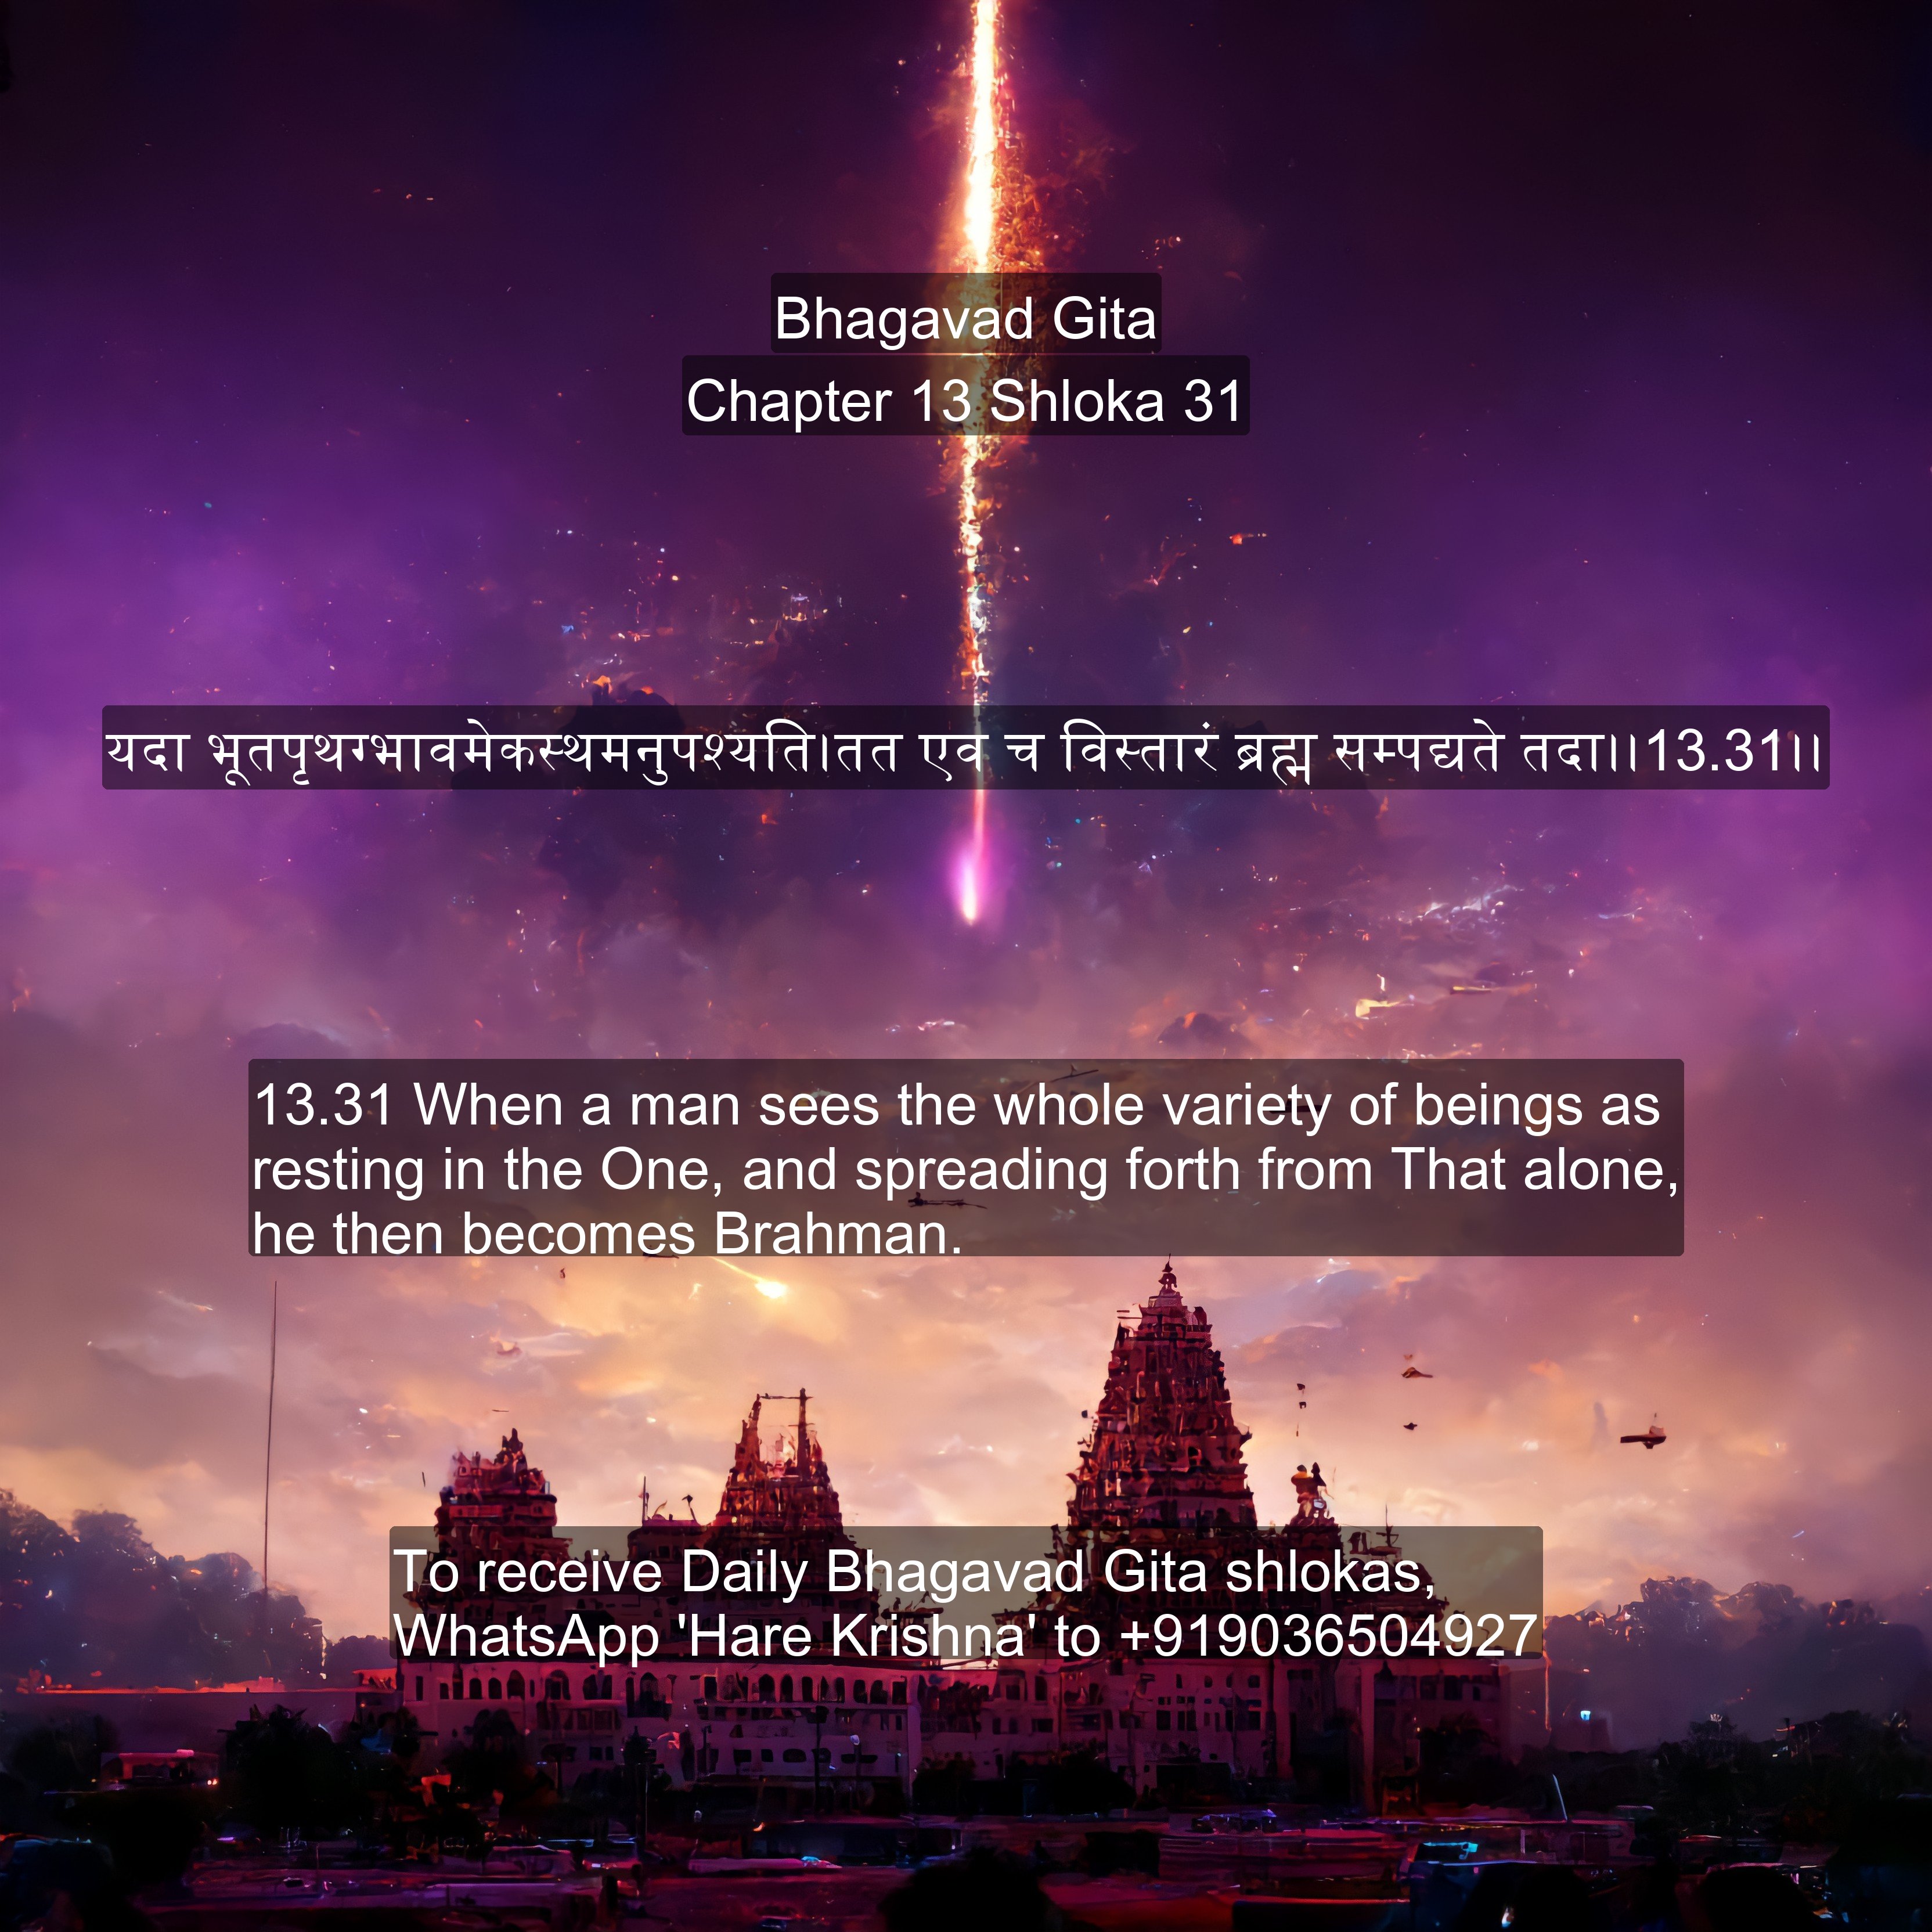 Bhagavad Gita
Chapter 13 Shloka 31
यदा भूतपृथग्भावमेकस्थमनुपश्यति।तत एव च विस्तारं ब्रह्म सम्पद्यते तदा।।13.31।।
13.31 When a man sees the whole variety of beings as
resting in the One, and spreading forth from That alone,
he then becomes Brahman.
To receive Daily Bhagavad Gita shlokas,
WhatsApp 'Hare Krishna' to +919036504927